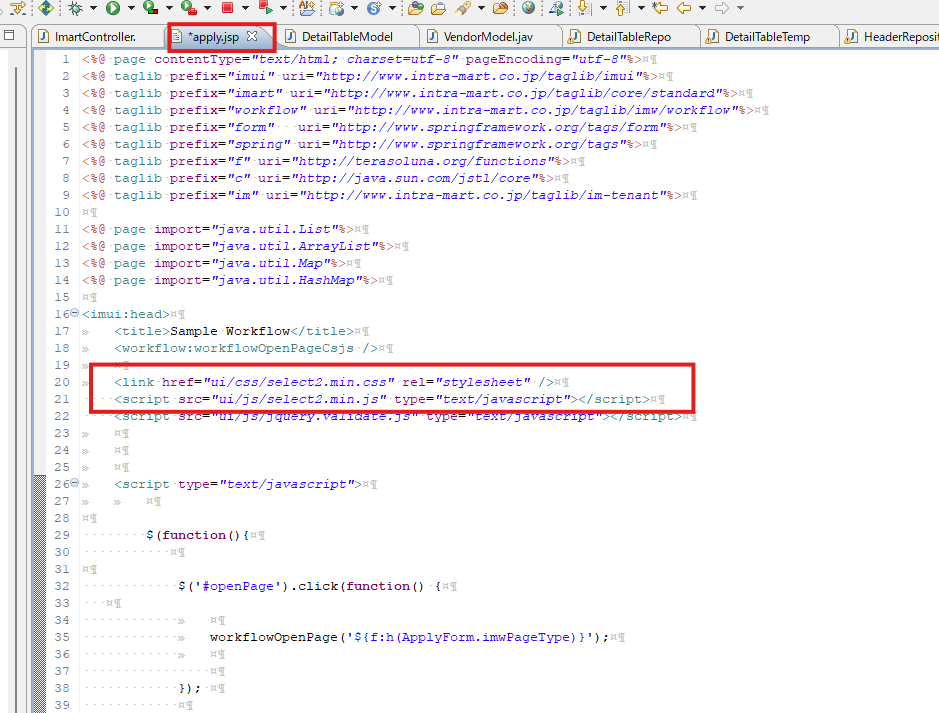 ImartController. *apply.jsp DetailTableModel VendorModel.jav DetailTableRepo DetailTableTemp HeaderReposit
1 <%@ page contentType="text/html; charset=utf-8" pageEncoding="utf-8"%>
2 <%@ taglib prefix="imui" uri="http://www.intra-mart.co.jp/taglib/imui"%>
3 <%@ taglib prefix="imart" uri="http://www.intra-mart.co.jp/taglib/core/standard"%>
4 <%@ taglib prefix="workflow" uri="http://www.intra-mart.co.jp/taglib/imw/workflow"%>
5 <%@ taglib prefix="form"   uri="http://www.springframework.org/tags/form"%>
6 <%@ taglib prefix="spring" uri="http://www.springframework.org/tags"%>
7 <%@ taglib prefix="f" uri="http://terasoluna.org/functions"%>
8 <%@ taglib prefix="c" uri="http://java.sun.com/jstl/core"%>
9 <%@ taglib prefix="im" uri="http://www.intra-mart.co.jp/taglib/im-tenant"%>
10
11 <%@ page import="java.util.List"%>
12 <%@ page import="java.util.ArrayList"%>
13 <%@ page import="java.util.Map"%>
14 <%@ page import="java.util.HashMap"%>
15
16 <imui:head>
17 <title>Sample Workflow</title>
18 <workflow:workflowOpenPageCsjs />
19
20 <link href="ui/css/select2.min.css" rel="stylesheet" />
21 <script src="ui/js/select2.min.js" type="text/javascript"></script>
22 <script src="ui/js/jquery.validate.js" type="text/javascript"></script>
23
24
25
26 <script type="text/javascript">
27
28
29 $(function(){
30
31
32 $('#openPage').click(function() {
33
34
35 workflowOpenPage('${f:h(ApplyForm.imwPageType)}');
36
37
38 });
39